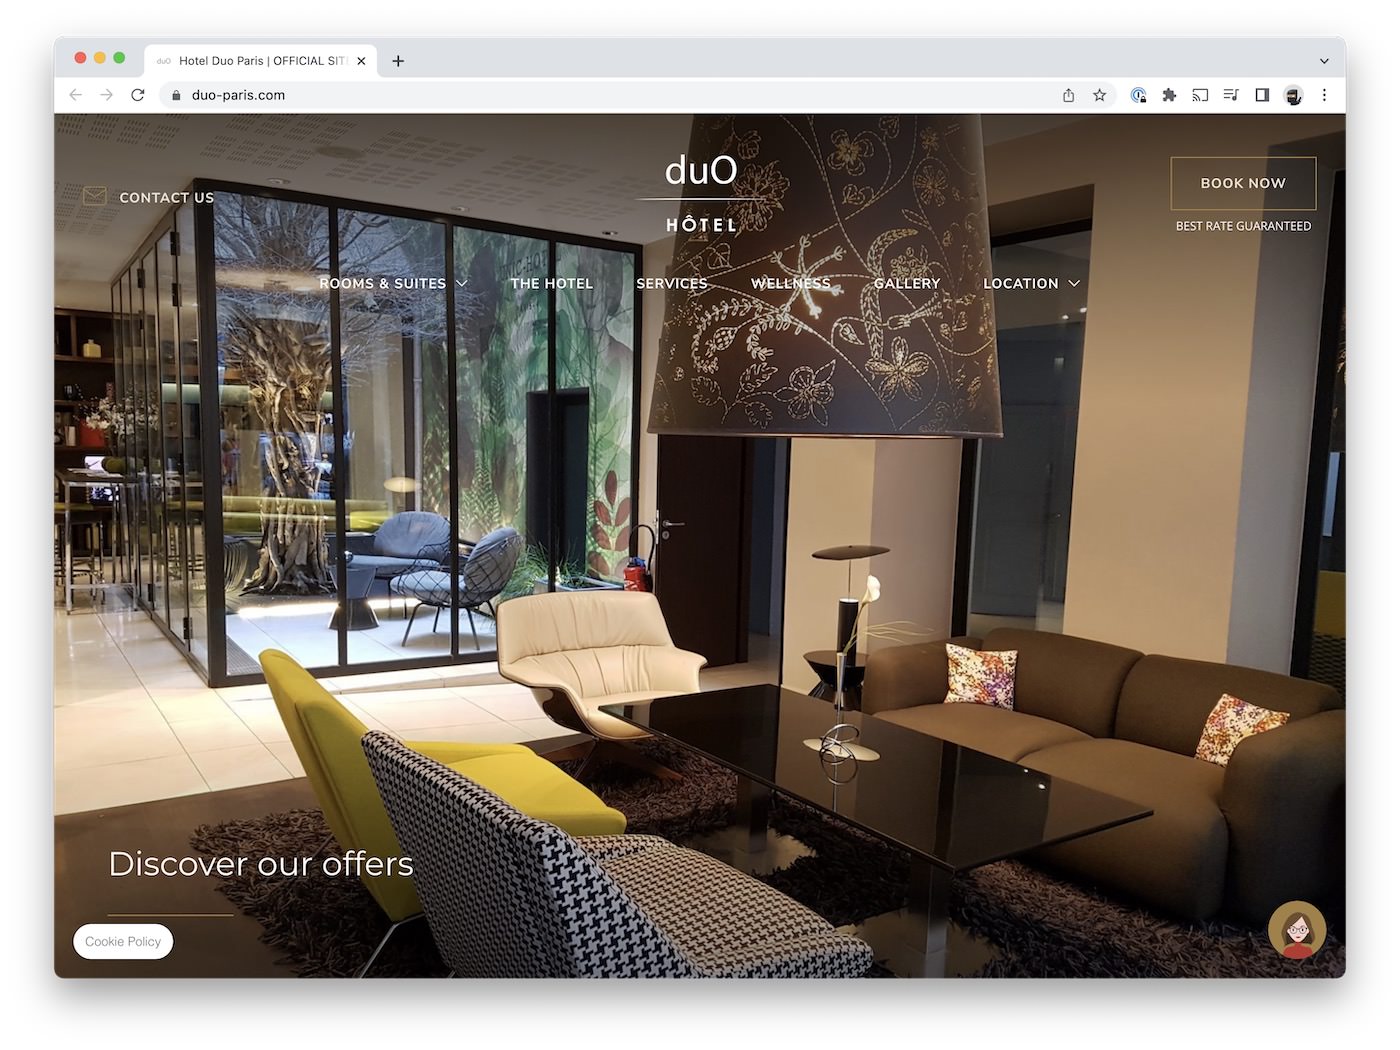 duO Hotel Duo Paris | OFFICIAL SIT
duo-paris.com
CONTACT US
duO
HÔTEL
BOOK NOW
BEST RATE GUARANTEED
ROOMS & SUITES
THE HOTEL
SERVICES
WELLNESS
GALLERY
LOCATION
Discover our offers
Cookie Policy